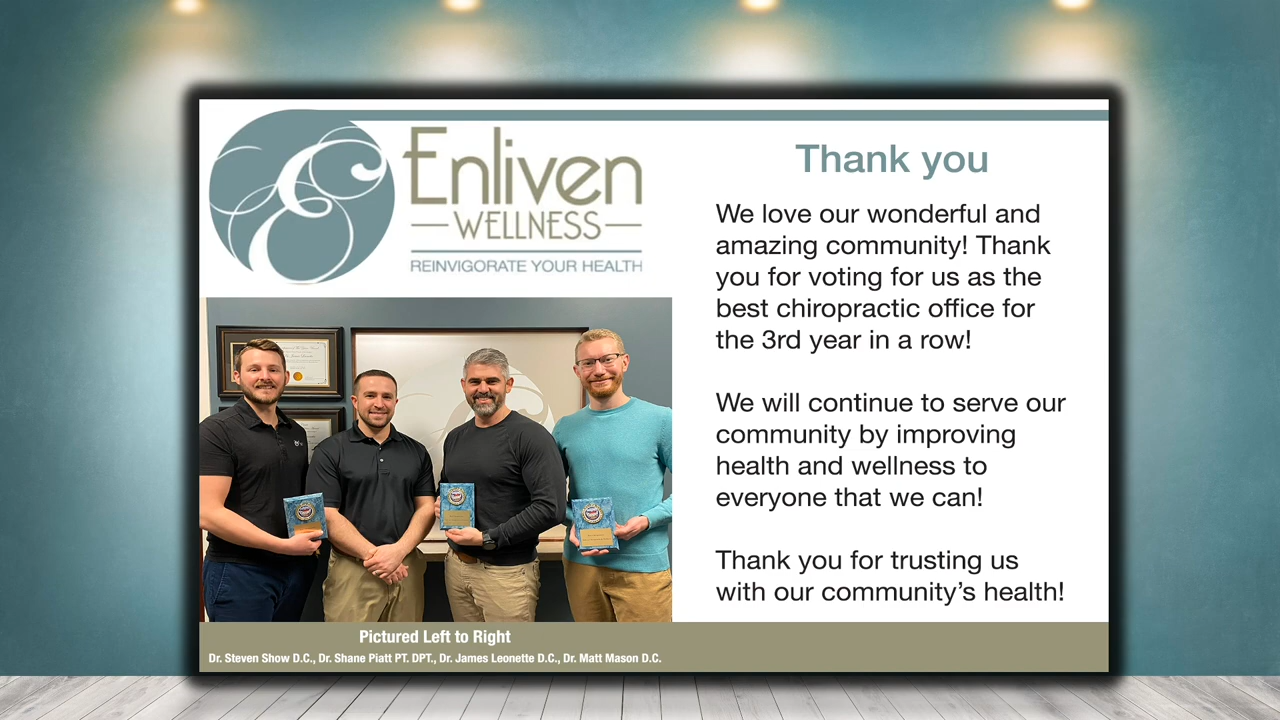 Enliven
WELLNESS
REINVIGORATE YOUR HEALTH
Thank you
We love our wonderful and
amazing community! Thank
you for voting for us as the
best chiropractic office for
the 3rd year in a row!
We will continue to serve our
community by improving
health and wellness to
everyone that we can!
Thank you for trusting us
with our community’s health!
Pictured Left to Right
Dr. Steven Show D.C., Dr. Shane Piatt PT. DPT., Dr. James Leonette D.C., Dr. Matt Mason D.C.